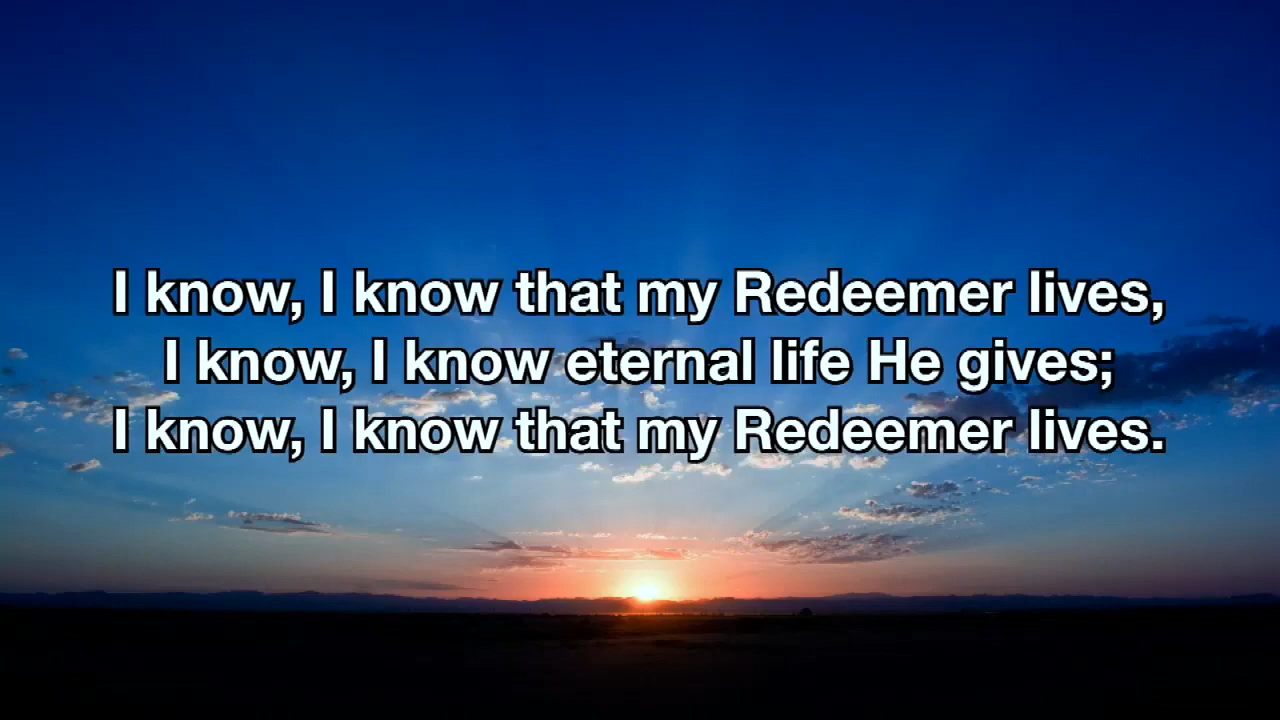 I know, I know that my Redeemer lives,
I know, I know eternal life He gives;
I know, I know that my Redeemer lives.